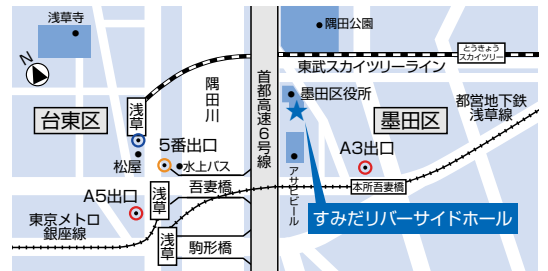 浅草寺
N
隅田公園
とうきょう
スカイツリー
東武スカイツリーライン
隅田川
首都高速6号線
墨田区役所
都営地下鉄
浅草線
台東区
浅草
墨田区
松屋
5番出口
水上バス
A3出口
アサヒビール
A5出口
浅草
吾妻橋
本所吾妻橋
東京メトロ
銀座線
すみだリバーサイドホール
浅草
駒形橋